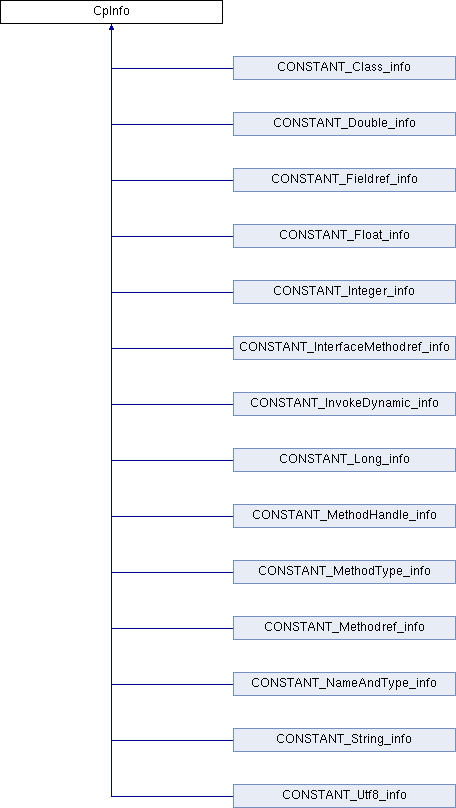 CpInfo
CONSTANT_Class_info
CONSTANT_Double_info
CONSTANT_Fieldref_info
CONSTANT_Float_info
CONSTANT_Integer_info
CONSTANT_InterfaceMethodref_info
CONSTANT_InvokeDynamic_info
CONSTANT_Long_info
CONSTANT_MethodHandle_info
CONSTANT_MethodType_info
CONSTANT_Methodref_info
CONSTANT_NameAndType_info
CONSTANT_String_info
CONSTANT_Utf8_info